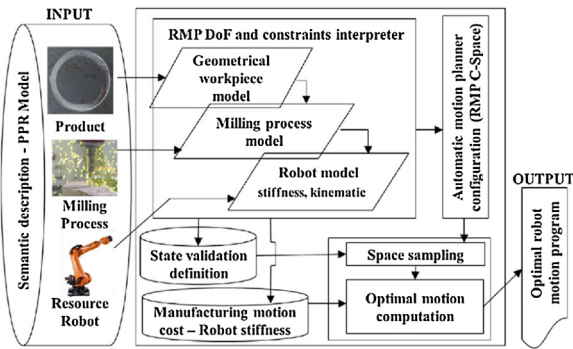 INPUT
Semantic description - PPR Model
Product
Milling
Process
Resource
Robot
RMP DoF and constraints interpreter
Geometrical
workpiece
model
Milling process
model
Robot model
stiffness, kinematic
Automatic motion planner
configuration (RMP C-Space)
State validation
definition
Manufacturing motion
cost – Robot stiffness
Space sampling
Optimal motion
computation
OUTPUT
Optimal robot
motion program